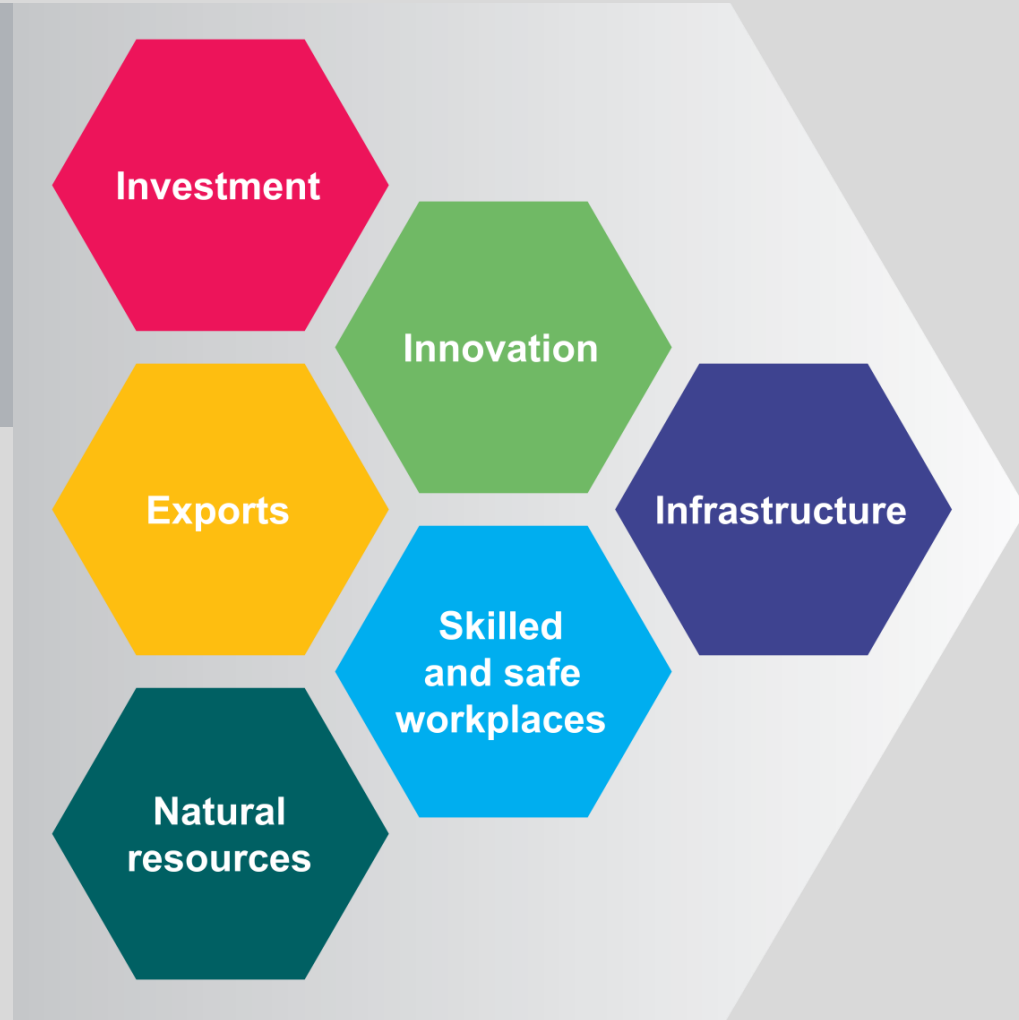 Investment
Innovation
Exports
Infrastructure
Skilled
and safe
workplaces
Natural
resources